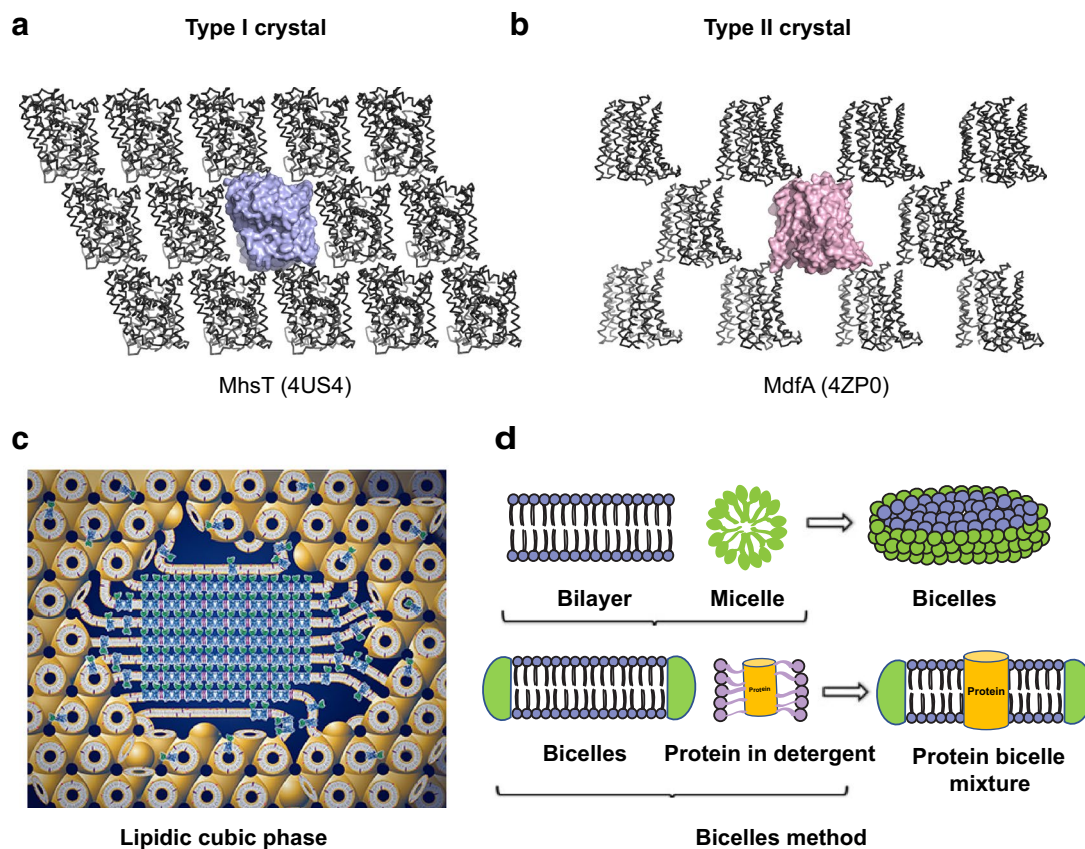 a
Type I crystal
b
Type II crystal
MhsT (4US4)
MdfA (4ZP0)
c
d
Bilayer
Micelle
Bicelles
Protein
Protein
Bicelles
Protein in detergent
Protein bicelle
mixture
Lipidic cubic phase
Bicelles method